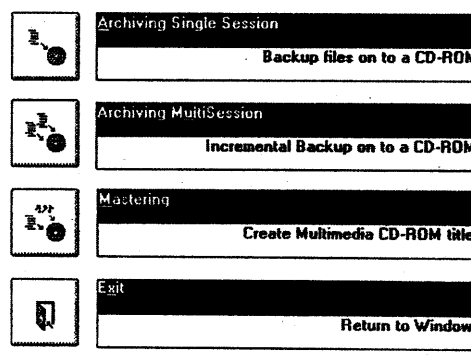 Archiving Single Session
Backup files on to a CD-ROM
Archiving MultiSession
Incremental Backup on to a CD-ROM
Mastering
Create Multimedia CD-ROM title
Exit
Return to Window